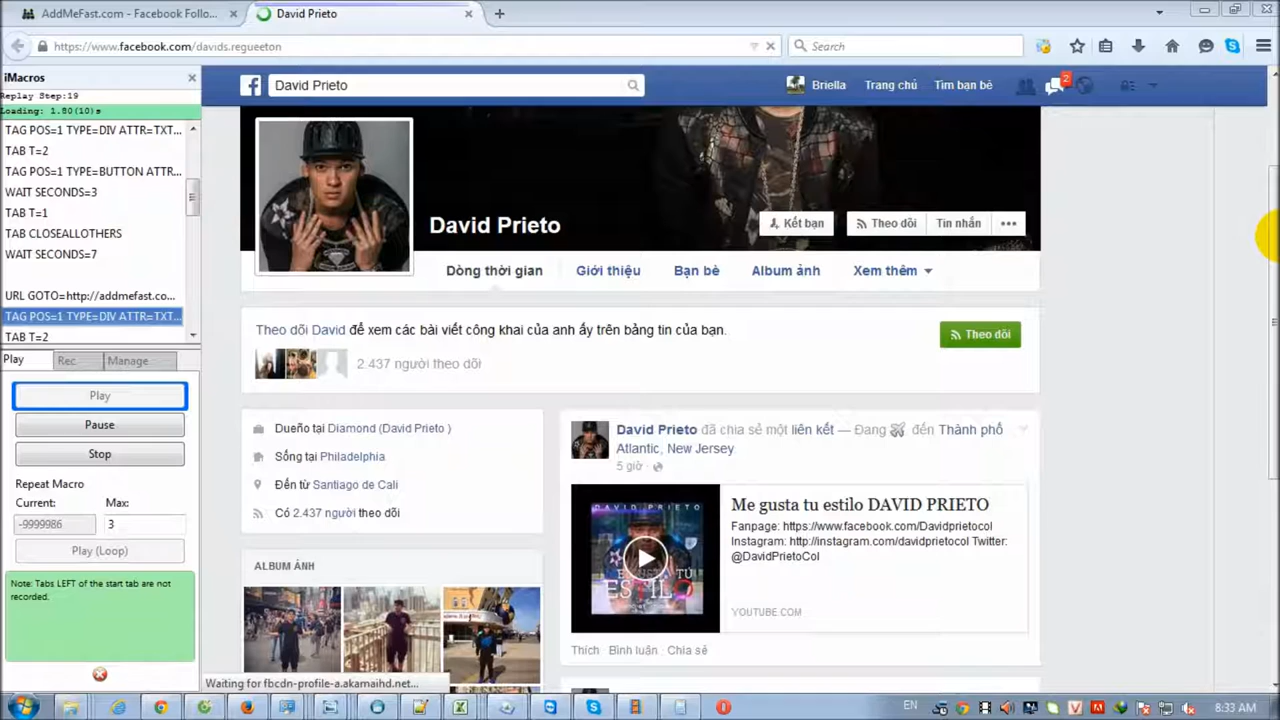 AddMeFast.com - Facebook Follo...
David Prieto
https://www.facebook.com/davids.regueeton
Search
iMacros
Replay Step:19
Loading: 1.80(10)s
TAG POS=1 TYPE=DIV ATTR=TXT...
TAB T=2
TAG POS=1 TYPE=BUTTON ATTR...
WAIT SECONDS=3
TAB T=1
TAB CLOSEALLOTHERS
WAIT SECONDS=7
URL GOTO=http://addmefast.co...
TAG POS=1 TYPE=DIV ATTR=TXT...
TAB T=2
Play
Rec
Manage
Play
Pause
Stop
Repeat Macro
Current:
Max:
-9999986
3
Play (Loop)
Note: Tabs LEFT of the start tab are not
recorded.
David Prieto
Briella
Trang chủ
Tìm bạn bè
2
David Prieto
Kết bạn
Theo dõi
Tin nhắn
Dòng thời gian
Giới thiệu
Bạn bè
Album ảnh
Xem thêm
Theo dõi David để xem các bài viết công khai của anh ấy trên bảng tin của bạn.
2.437 người theo dõi
Theo dõi
Dueño tại Diamond (David Prieto )
Sống tại Philadelphia
Đến từ Santiago de Cali
Có 2.437 người theo dõi
ALBUM ẢNH
David Prieto đã chia sẻ một liên kết — Đang đến Thành phố
Atlantic, New Jersey
5 giờ
DAVID PRIETO
ESTILO
Me gusta tu estilo DAVID PRIETO
Fanpage: https://www.facebook.com/Davidprietocol
Instagram: http://instagram.com/davidprietocol Twitter:
@DavidPrietoCol
YOUTUBE.COM
Thích · Bình luận · Chia sẻ
Waiting for fbcdn-profile-a.akamaihd.net...
EN
8:33 AM